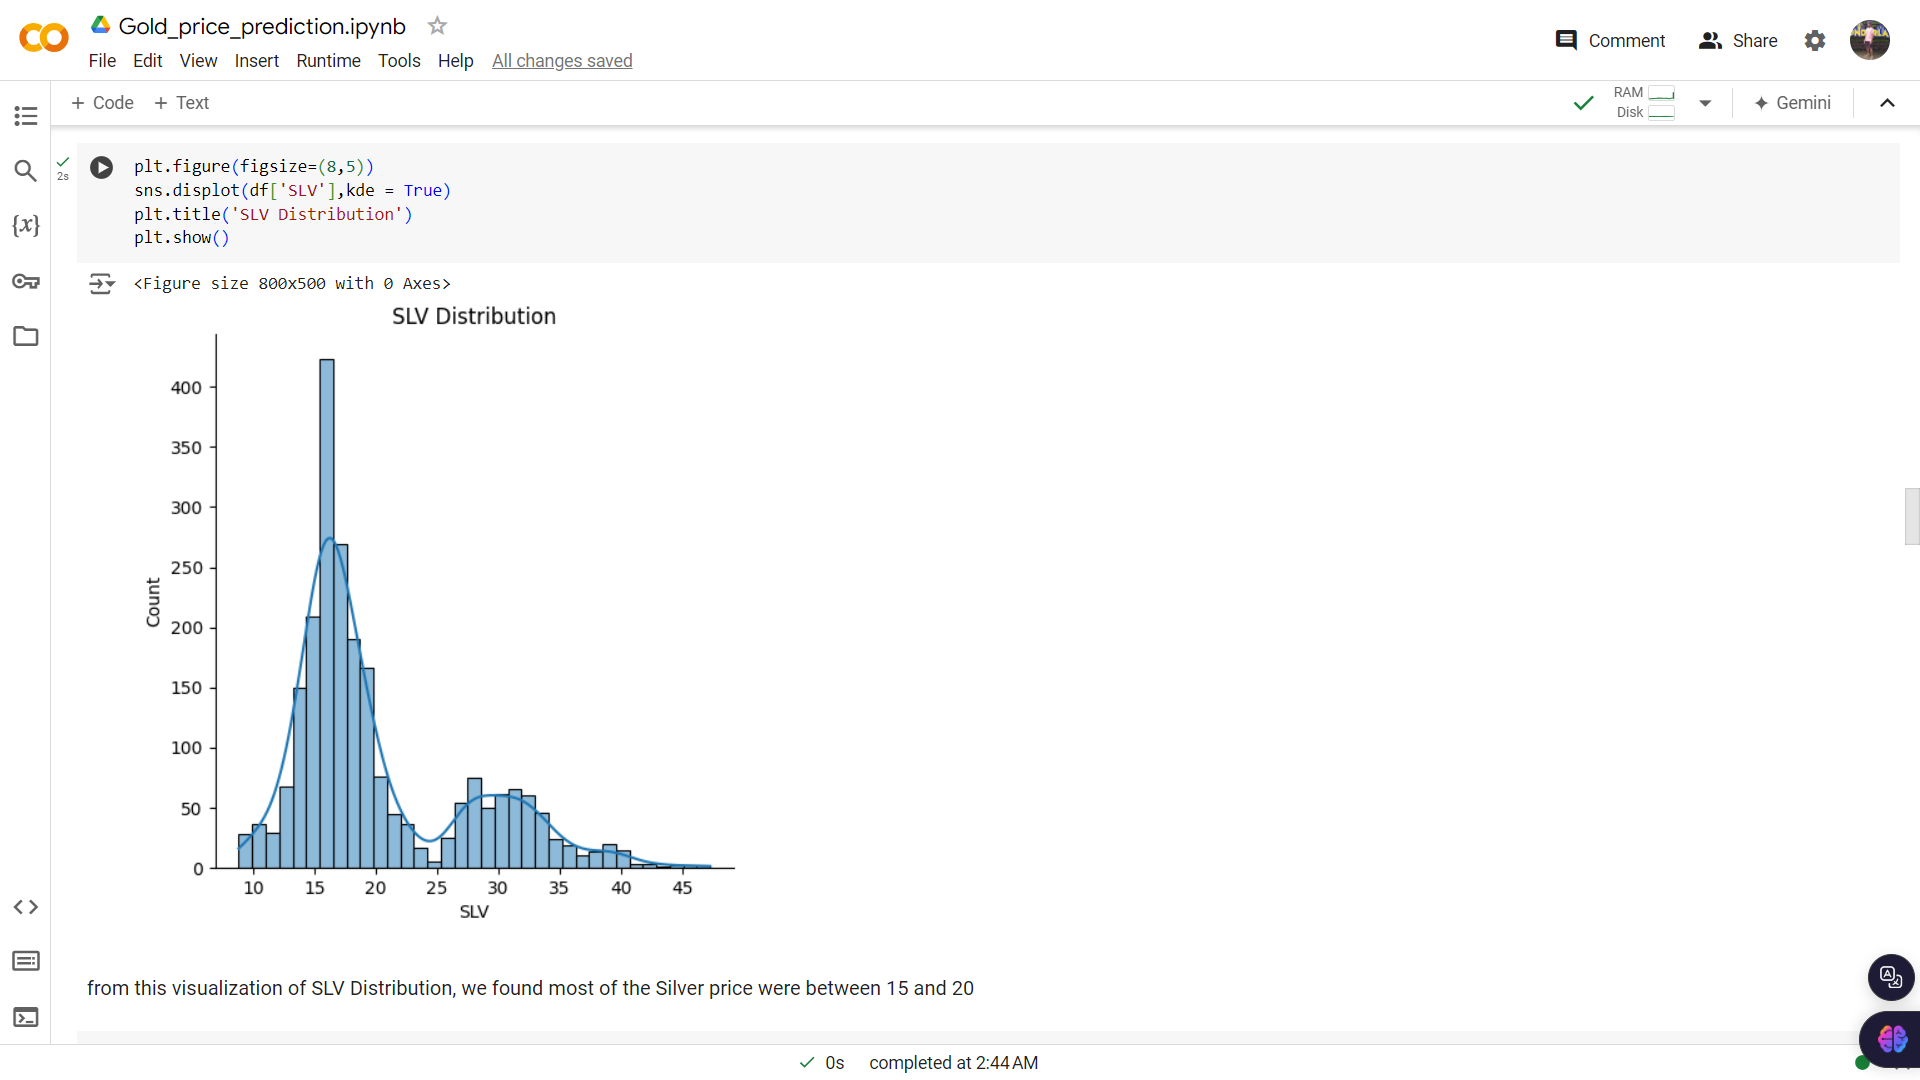 Gold_price_prediction.ipynb
File Edit View Insert Runtime Tools Help All changes saved
Comment Share
+ Code + Text
RAM
Disk
Gemini
2s
plt.figure(figsize=(8,5))
sns.displot(df['SLV'],kde = True)
plt.title('SLV Distribution')
plt.show()
<Figure size 800x500 with 0 Axes>
SLV Distribution
400
350
300
250
200
150
100
50
0
Count
10 15 20 25 30 35 40 45
SLV
from this visualization of SLV Distribution, we found most of the Silver price were between 15 and 20
0s completed at 2:44 AM